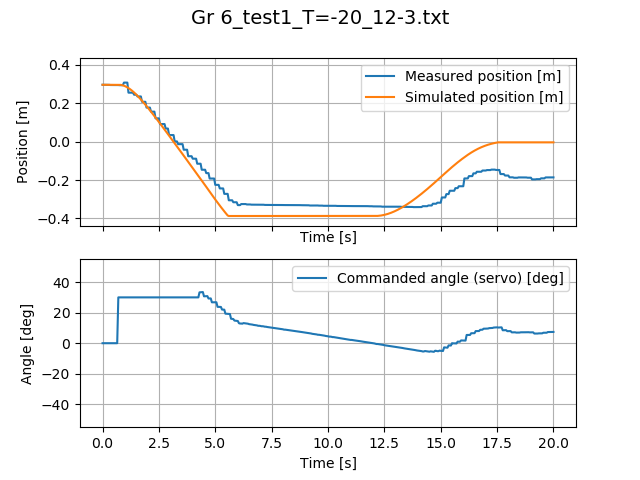 Gr 6_test1_T=-20_12-3.txt
Position [m]
0.4
0.2
0.0
−0.2
−0.4
Measured position [m]
Simulated position [m]
Time [s]
Angle [deg]
40
20
0
−20
−40
Commanded angle (servo) [deg]
0.0 2.5 5.0 7.5 10.0 12.5 15.0 17.5 20.0
Time [s]